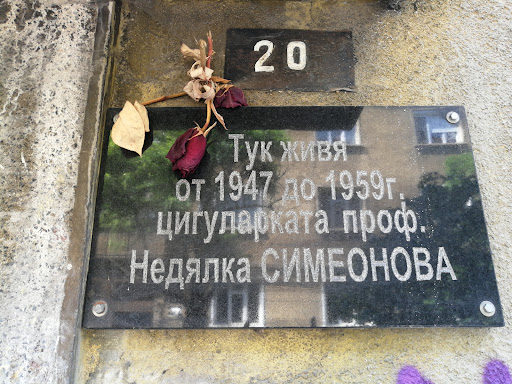 20
Тук живя
от 1947 до 1959г.
цигуларката проф.
Недялка СИМЕОНОВА